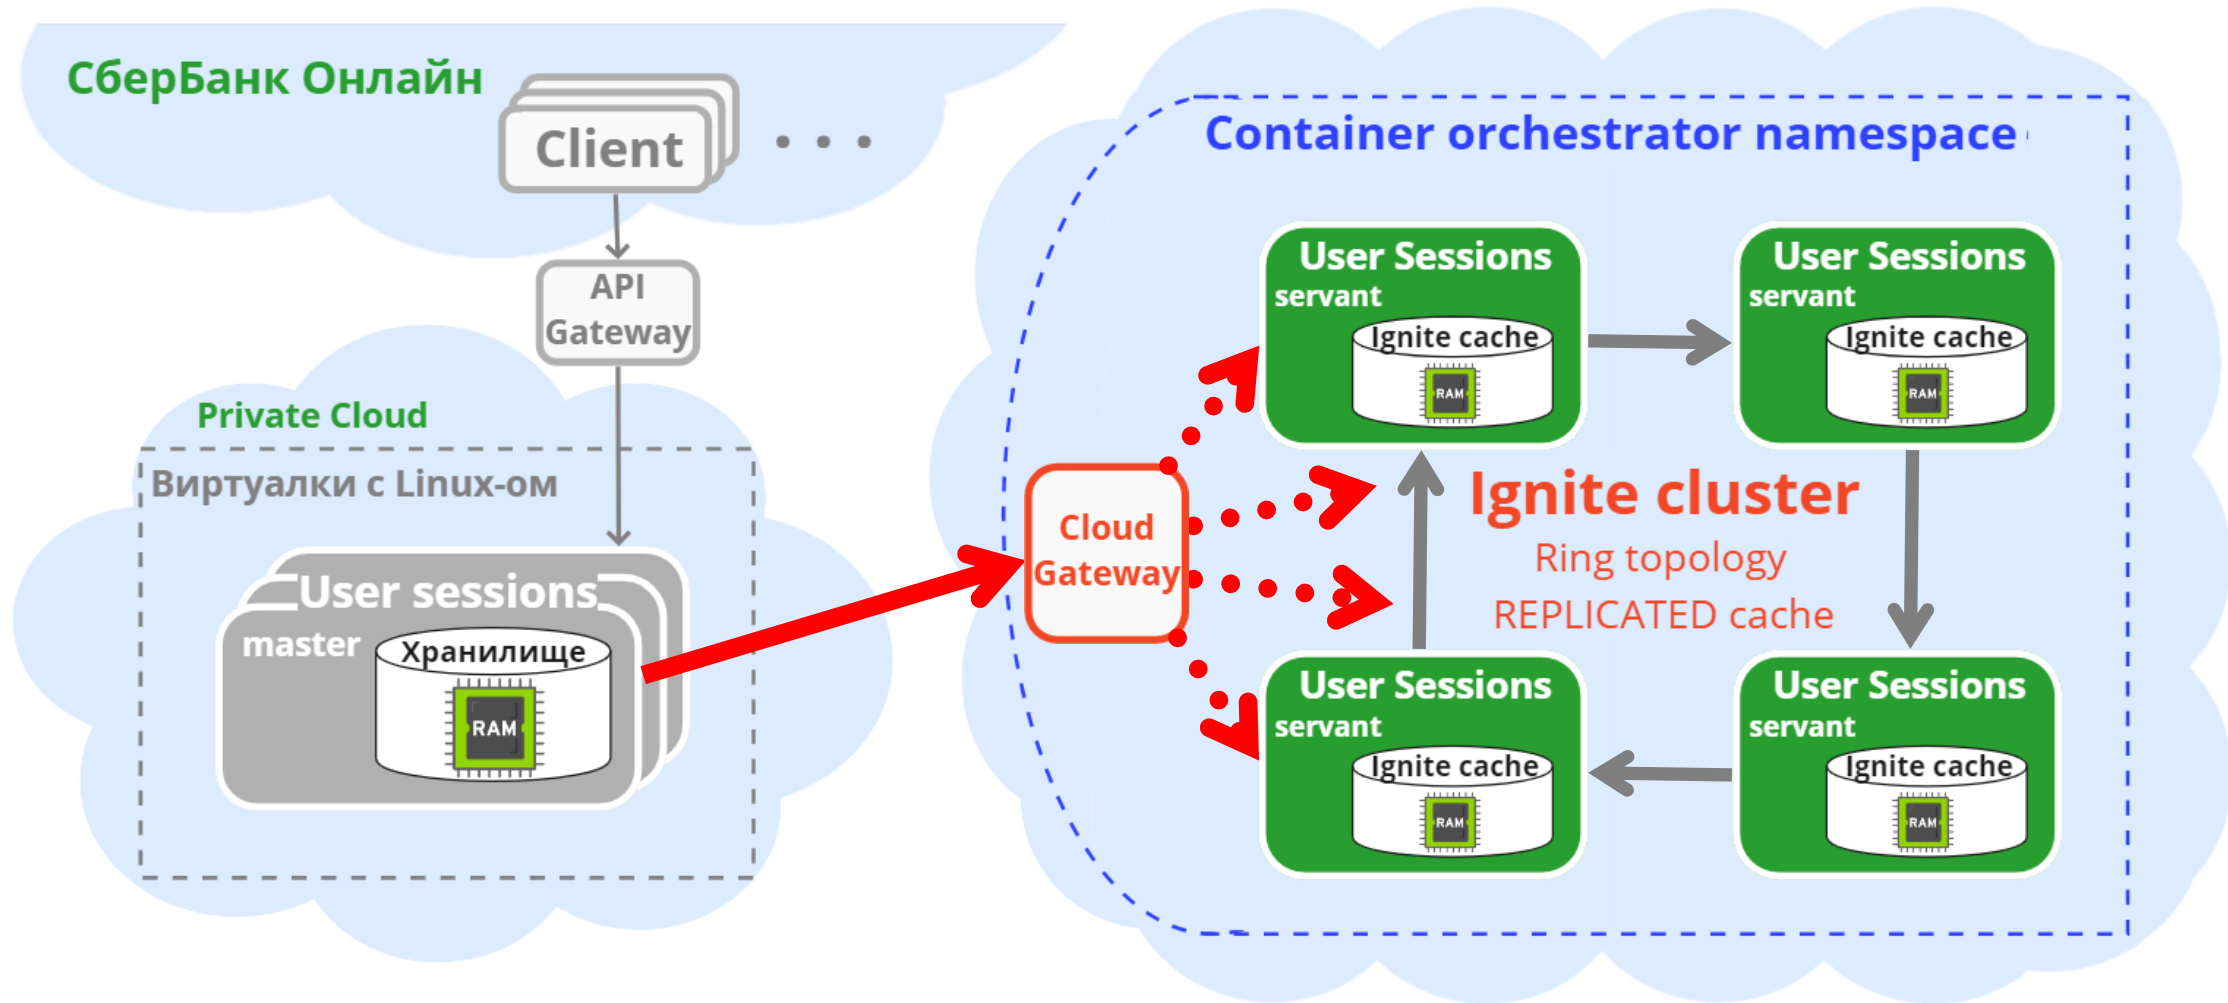 СберБанк Онлайн
Client
API
Gateway
Private Cloud
Виртуалки с Linux-ом
User sessions
master
Хранилище
RAM
Cloud
Gateway
Container orchestrator namespace
User Sessions
servant
Ignite cache
RAM
User Sessions
servant
Ignite cache
RAM
Ignite cluster
Ring topology
REPLICATED cache
User Sessions
servant
Ignite cache
RAM
User Sessions
servant
Ignite cache
RAM